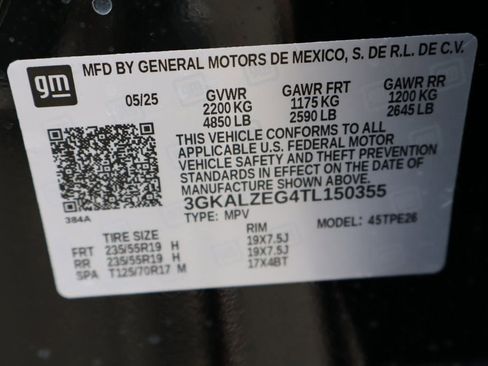 gm
MFD BY GENERAL MOTORS DE MEXICO, S. DE R.L. DE C.V.
05/25 GVWR GAWR FRT GAWR RR
2200 KG 1175 KG 1200 KG
4850 LB 2590 LB 2645 LB
THIS VEHICLE CONFORMS TO ALL
APPLICABLE U.S. FEDERAL MOTOR
VEHICLE SAFETY AND THEFT PREVENTION
STANDARDS IN EFFECT ON THE DATE OF
MANUFACTURE SHOWN ABOVE.
3GKALZEG4TL150355
384A
TYPE: MPV MODEL: 45TPE26
TIRE SIZE RIM
FRT 235/55R19 H 19X7.5J
RR 235/55R19 H 19X7.5J
SPA T125/70R17 M 17X4BT